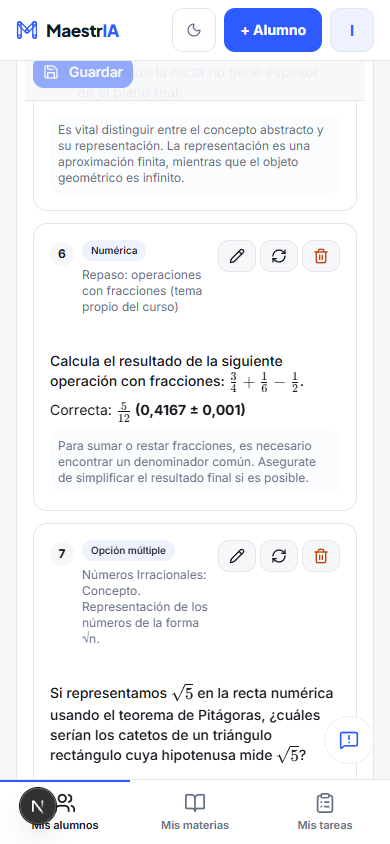 MaestrIA
+ Alumno
I
Guardar
que la recta no tiene espesor
en el plano real.
Es vital distinguir entre el concepto abstracto y
su representación. La representación es una
aproximación finita, mientras que el objeto
geométrico es infinito.
6
Numérica
Repaso: operaciones
con fracciones (tema
propio del curso)
Calcula el resultado de la siguiente
operación con fracciones: 3/4 + 1/6 − 1/2.
Correcta: 5/12 (0,4167 ± 0,001)
Para sumar o restar fracciones, es necesario
encontrar un denominador común. Asegurate
de simplificar el resultado final si es posible.
7
Opción múltiple
Números Irracionales:
Concepto.
Representación de los
números de la forma
√n.
Si representamos √5 en la recta numérica
usando el teorema de Pitágoras, ¿cuáles
serían los catetos de un triángulo
rectángulo cuya hipotenusa mide √5?
N
Mis alumnos
Mis materias
Mis tareas